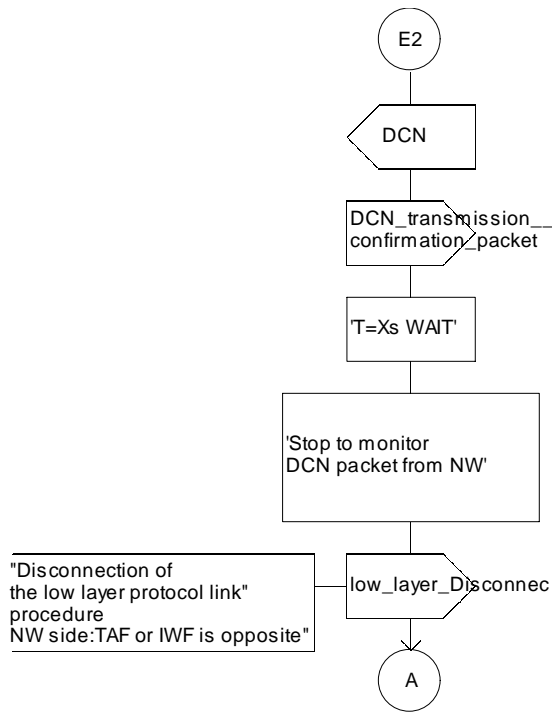 E2
DCN
DCN_transmission__
confirmation_packet
'T=Xs WAIT'
'Stop to monitor
DCN packet from NW'
"Disconnection of
the low layer protocol link"
procedure
NW side:TAF or IWF is opposite"
low_layer_Disconnec
A